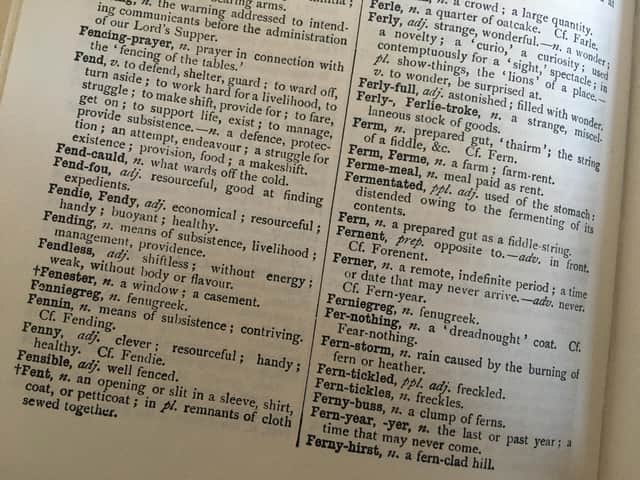 bearing arms.
n. the warning addressed to intend-
ing communicants before the administration
of our Lord's Supper.
Fencing-prayer, n. prayer in connection with
the 'fencing of the tables.'
Fend, v. to defend, shelter, guard; to ward off,
turn aside; to work hard for a livelihood, to
struggle; to make shift, provide for; to fare,
get on; to support life, exist; to manage,
provide subsistence.—n. a defence, protec-
tion; an attempt, endeavour; a struggle for
existence; provision, food; a makeshift.
Fend-cauld, n. what wards off the cold.
Fend-fou, adj. resourceful, good at finding
expedients.
Fendie, Fendy, adj. economical; resourceful;
handy; buoyant; healthy.
Fending, n. means of subsistence, livelihood;
management, providence.
Fendless, adj. shiftless; without energy;
weak, without body or flavour.
†Fenester, n. a window; a casement.
Fenniegreg, n. fenugreek.
Fennin, n. means of subsistence; contriving.
Cf. Fending.
Fenny, adj. clever; resourceful; handy;
healthy. Cf. Fendie.
Fensible, adj. well fenced.
†Fent, n. an opening or slit in a sleeve, shirt,
coat, or petticoat; in pl. remnants of cloth
sewed together.
n. a crowd; a large quantity.
Ferle, n. a quarter of oatcake. Cf. Farle.
Ferly, adj. strange, wonderful.—n. a wonder;
a novelty; a 'curio,' a curiosity; used
contemptuously for a 'sight,' spectacle; in
pl. show-things, the 'lions' of a place.—
v. to wonder, be surprised at.
Ferly-full, adj. astonished; filled with wonder.
Ferly-, Ferlie-troke, n. a strange, miscel-
laneous stock of goods.
Ferm, n. prepared gut, 'thairm'; the string
of a fiddle, &c. Cf. Fern.
Ferm, Ferme, n. a farm; farm-rent.
Ferme-meal, n. meal paid as rent.
Fermentated, ppl. adj. used of the stomach:
distended owing to the fermenting of its
contents.
Fern, n. a prepared gut as a fiddle-string.
Fernent, prep. opposite to.—adv. in front.
Cf. Forenent.
Ferner, n. a remote, indefinite period; a time
or date that may never arrive.—adv. never.
Cf. Fern-year.
Ferniegreg, n. fenugreek.
Fer-nothing, n. a 'dreadnought' coat. Cf.
Fear-nothing.
Fern-storm, n. rain caused by the burning of
fern or heather.
Fern-tickled, ppl. adj. freckled.
Fern-tickles, n. freckles.
Ferny-buss, n. a clump of ferns.
Fern-year, -yer, n. the last or past year; a
time that may never come.
Ferny-hirst, n. a fern-clad hill.